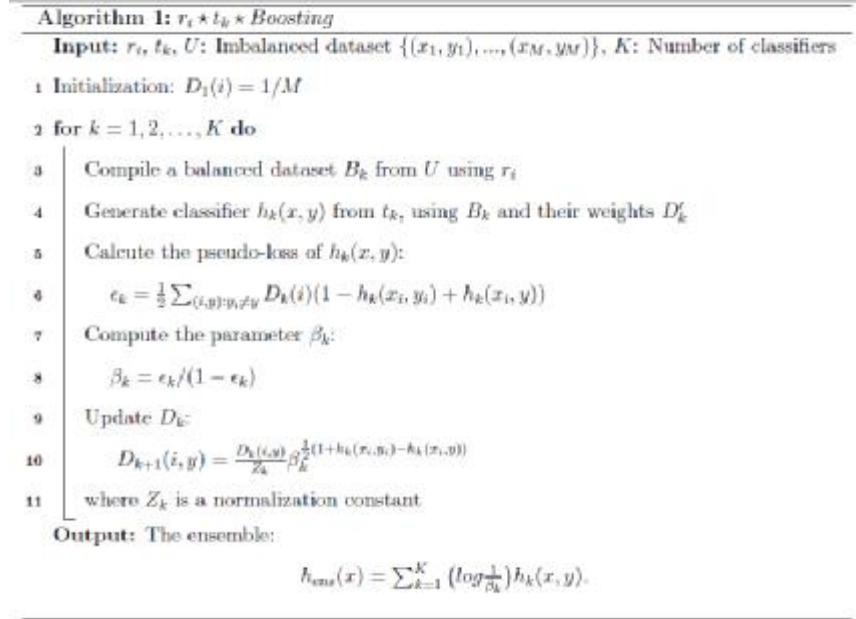 Algorithm 1: r_i ⋆ t_k ⋆ Boosting
Input: r_i, t_k, U: Imbalanced dataset {(x_1, y_1), ..., (x_M, y_M)}, K: Number of classifiers
1 Initialization: D_1(i) = 1/M
2 for k = 1, 2, . . . , K do
3 Compile a balanced dataset B_k from U using r_i
4 Generate classifier h_k(x, y) from t_k, using B_k and their weights D'_k
5 Calcute the pseudo-loss of h_k(x, y):
6 ϵ_k = 1/2 ∑_{(i,y):y_i≠y} D_k(i)(1 − h_k(x_i, y_i) + h_k(x_i, y))
7 Compute the parameter β_k:
8 β_k = ϵ_k/(1 − ϵ_k)
9 Update D_k:
10 D_{k+1}(i, y) = D_k(i,y)/Z_k β_k^{1/2(1+h_k(x_i,y_i)−h_k(x_i,y))}
11 where Z_k is a normalization constant
Output: The ensemble:
h_{ens}(x) = ∑_{k=1}^{K} {log 1/β_k} h_k(x, y).